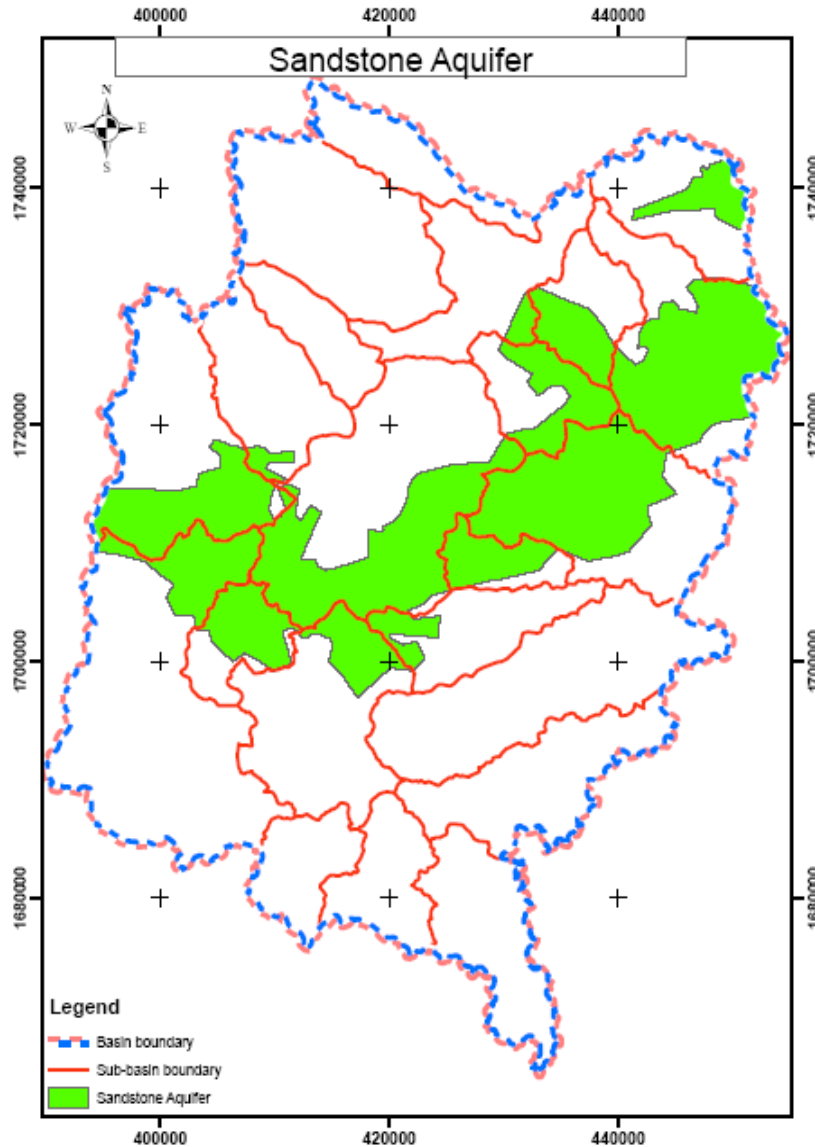 400000 420000 440000
Sandstone Aquifer
N
W E
S
1740000 1740000
1720000 1720000
1700000 1700000
1680000 1680000
Legend
Basin boundary
Sub-basin boundary
Sandstone Aquifer
400000 420000 440000